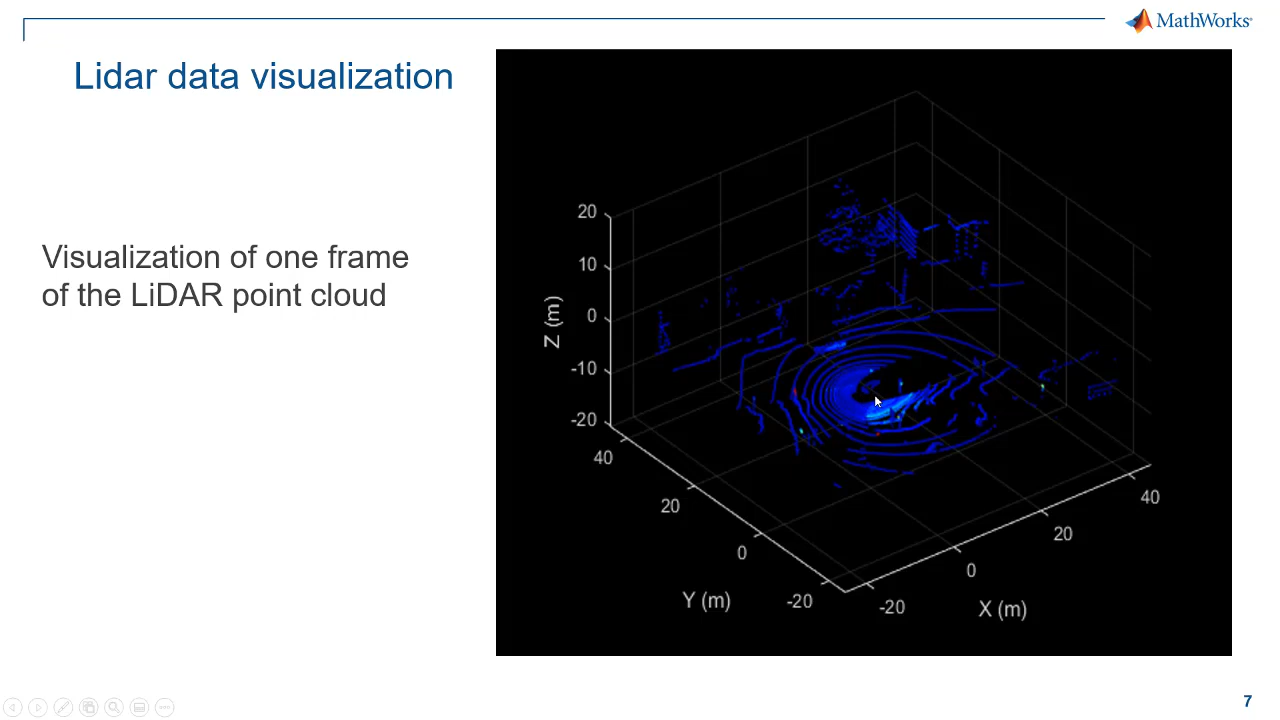 MathWorks®
Lidar data visualization
Visualization of one frame
of the LiDAR point cloud
20
10
0
-10
-20
Z (m)
40
20
0
-20
Y (m)
-20
0
20
40
X (m)
7